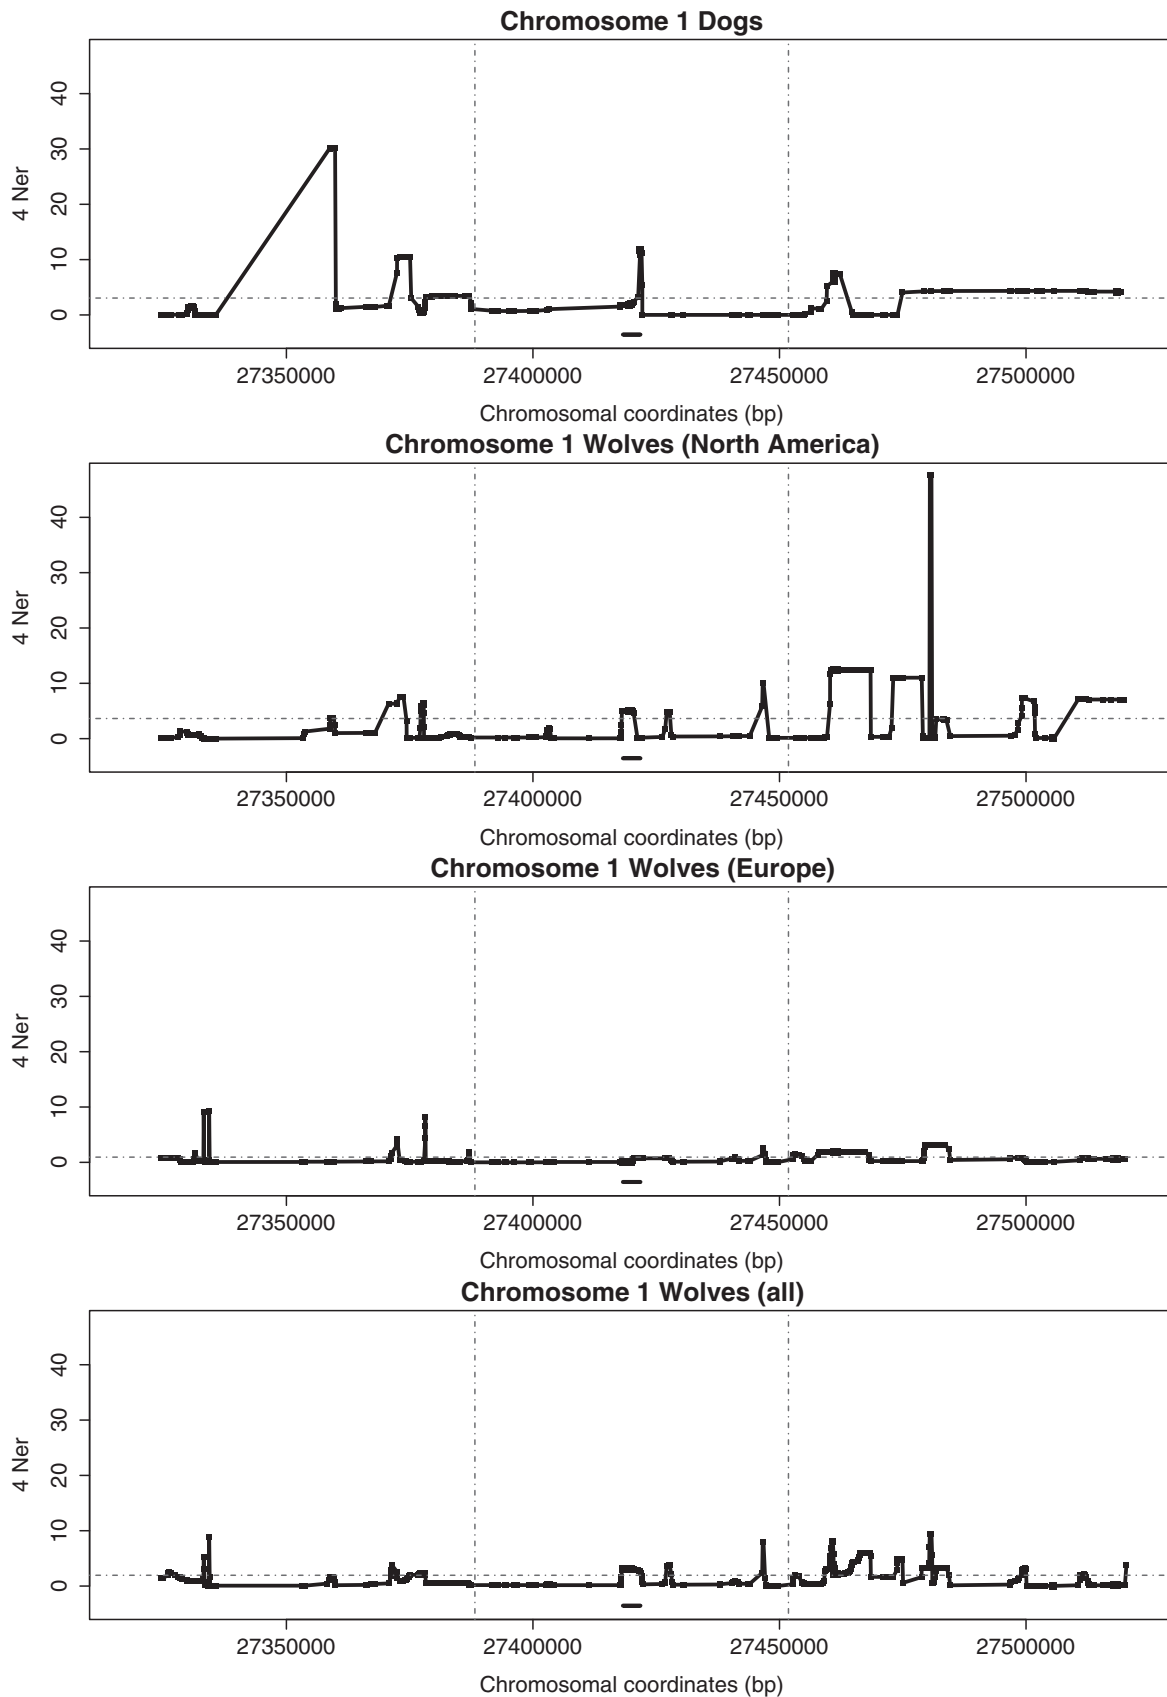 Chromosome 1 Dogs
40
30
20
10
0
4 Ner
27350000 27400000 27450000 27500000
Chromosomal coordinates (bp)
Chromosome 1 Wolves (North America)
40
30
20
10
0
4 Ner
27350000 27400000 27450000 27500000
Chromosomal coordinates (bp)
Chromosome 1 Wolves (Europe)
40
30
20
10
0
4 Ner
27350000 27400000 27450000 27500000
Chromosomal coordinates (bp)
Chromosome 1 Wolves (all)
40
30
20
10
0
4 Ner
27350000 27400000 27450000 27500000
Chromosomal coordinates (bp)